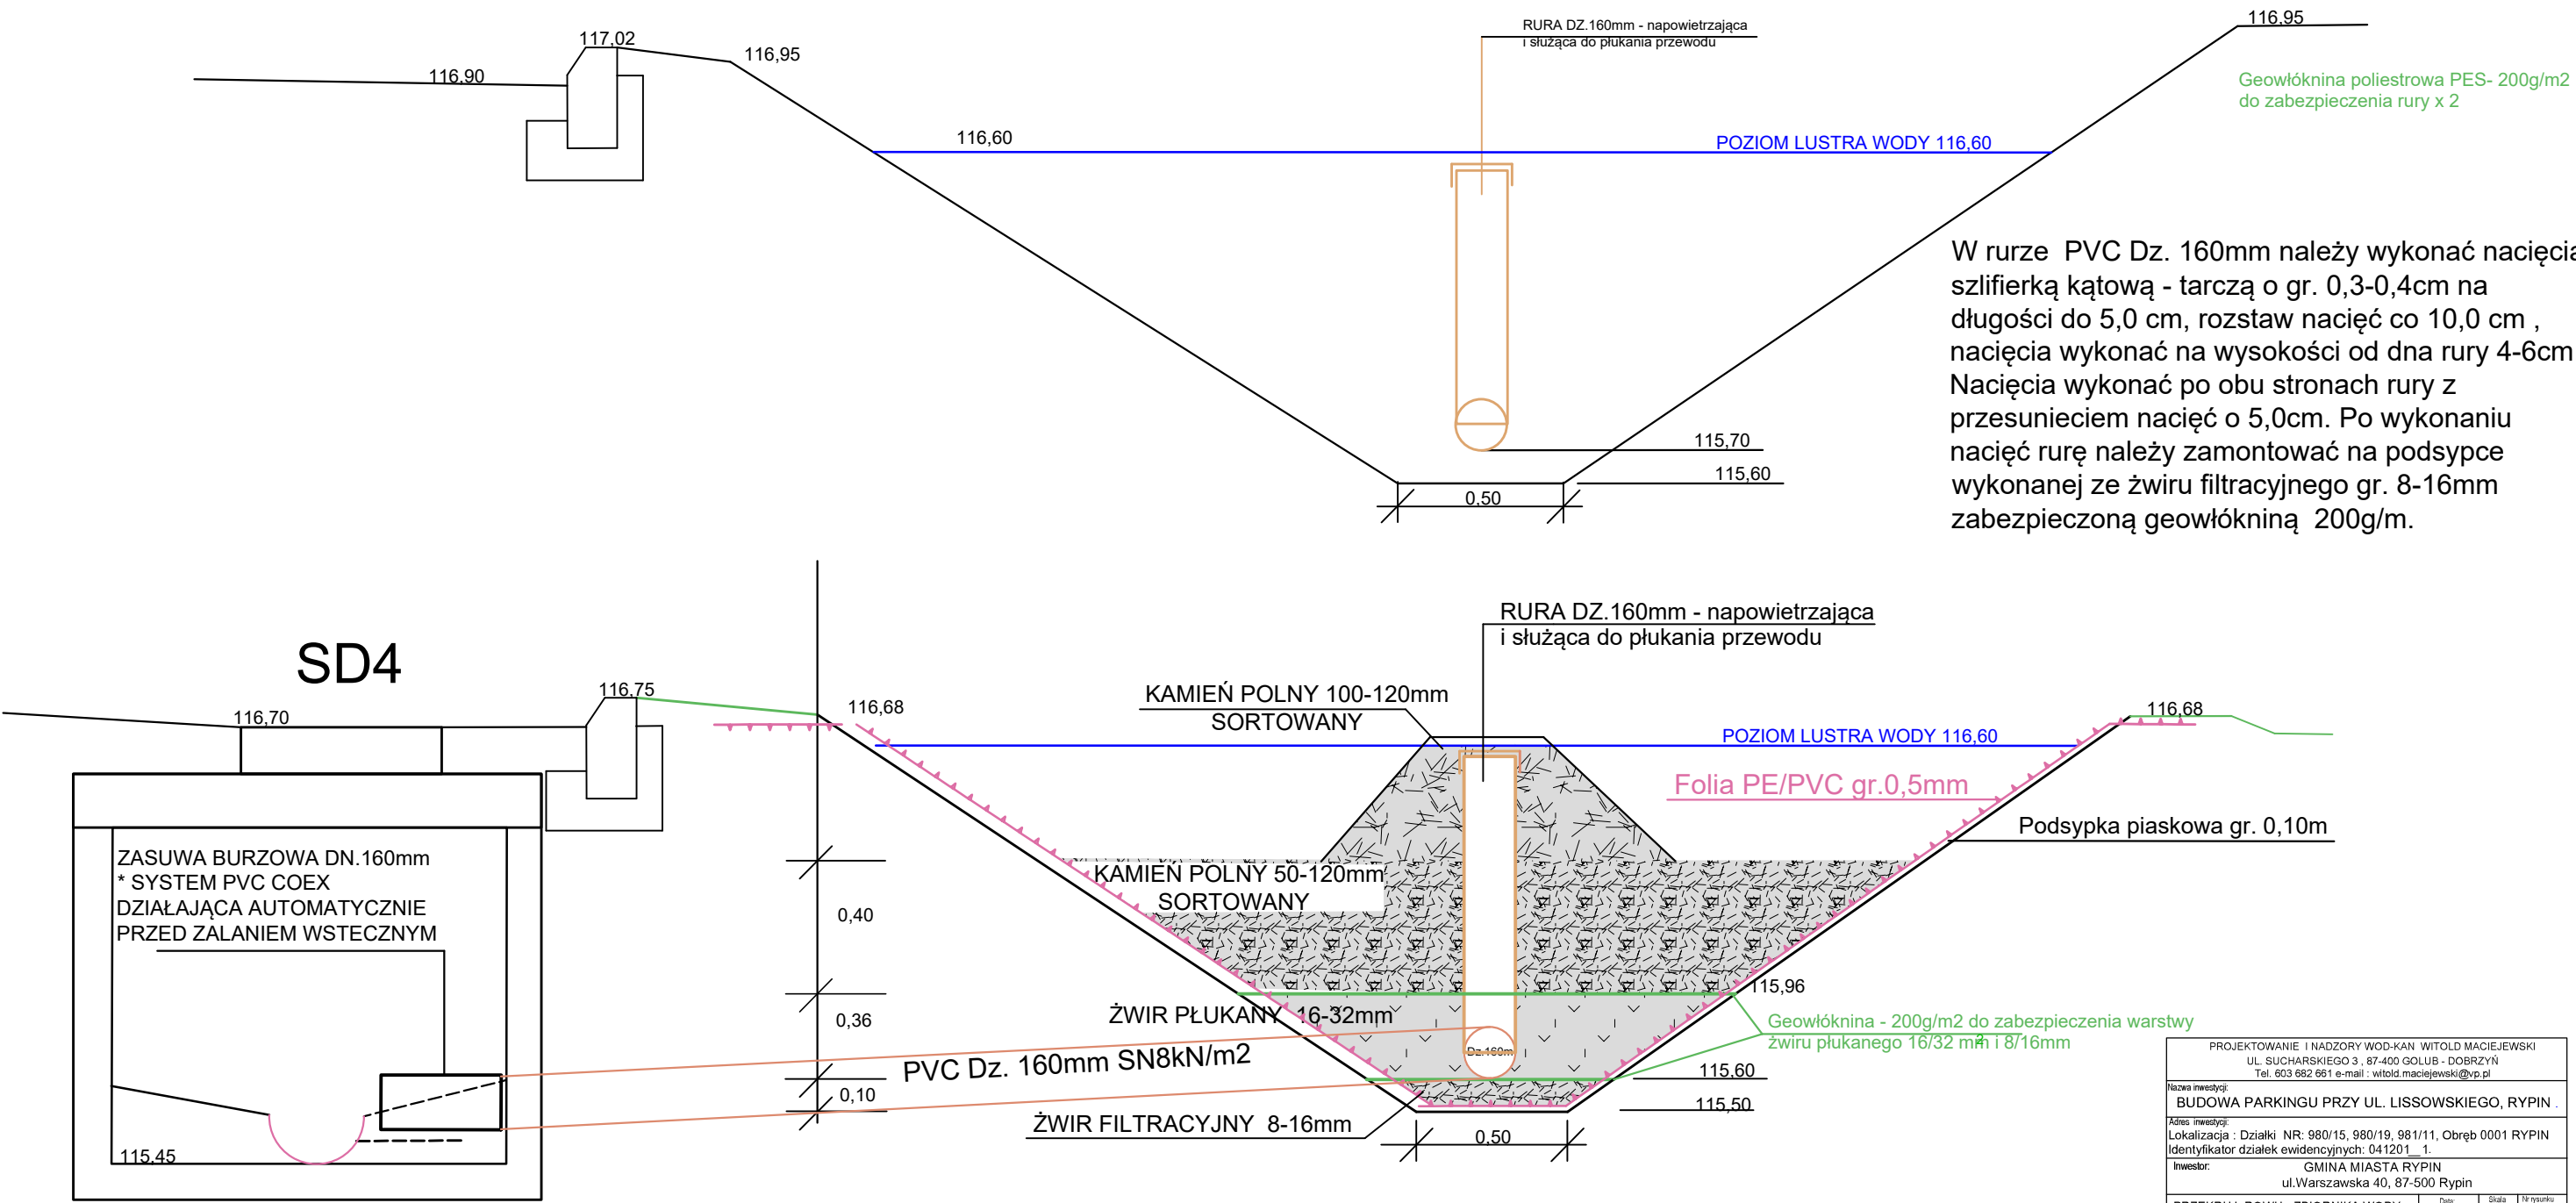 RURA DZ.160mm - napowietrzająca
i służąca do płukania przewodu
117,02
116,95
116,90
116,95
Geowłóknina poliestrowa PES- 200g/m2
do zabezpieczenia rury x 2
116,60
POZIOM LUSTRA WODY 116,60
W rurze PVC Dz. 160mm należy wykonać nacięcia
szlifierką kątową - tarczą o gr. 0,3-0,4cm na
długości do 5,0 cm, rozstaw nacięć co 10,0 cm ,
nacięcia wykonać na wysokości od dna rury 4-6cm
Nacięcia wykonać po obu stronach rury z
przesunieciem nacięć o 5,0cm. Po wykonaniu
nacięć rurę należy zamontować na podsypce
wykonanej ze żwiru filtracyjnego gr. 8-16mm
zabezpieczoną geowłókniną 200g/m.
115,70
115,60
0,50
SD4
RURA DZ.160mm - napowietrzająca
i służąca do płukania przewodu
116,75
116,70
116,68
KAMIEŃ POLNY 100-120mm
SORTOWANY
116,68
POZIOM LUSTRA WODY 116,60
Folia PE/PVC gr.0,5mm
Podsypka piaskowa gr. 0,10m
ZASUWA BURZOWA DN.160mm
* SYSTEM PVC COEX
DZIAŁAJĄCA AUTOMATYCZNIE
PRZED ZALANIEM WSTECZNYM
KAMIEŃ POLNY 50-120mm
SORTOWANY
0,40
115,96
0,36
ŻWIR PŁUKANY 16-32mm
Geowłóknina - 200g/m2 do zabezpieczenia warstwy
żwiru płukanego 16/32 mm i 8/16mm
2
Dz.160m
PVC Dz. 160mm SN8kN/m2
115,60
0,10
115,50
ŻWIR FILTRACYJNY 8-16mm
0,50
115,45
PROJEKTOWANIE I NADZORY WOD-KAN WITOLD MACIEJEWSKI
UL. SUCHARSKIEGO 3 , 87-400 GOLUB - DOBRZYŃ
Tel. 603 682 661 e-mail : witold.maciejewski@vp.pl
Nazwa inwestycji:
BUDOWA PARKINGU PRZY UL. LISSOWSKIEGO, RYPIN .
Adres inwestycji:
Lokalizacja : Działki NR: 980/15, 980/19, 981/11, Obręb 0001 RYPIN
Identyfikator działek ewidencyjnych: 041201__1.
Inwestor:
GMINA MIASTA RYPIN
ul.Warszawska 40, 87-500 Rypin
Data:
Skala
Nr rysunku